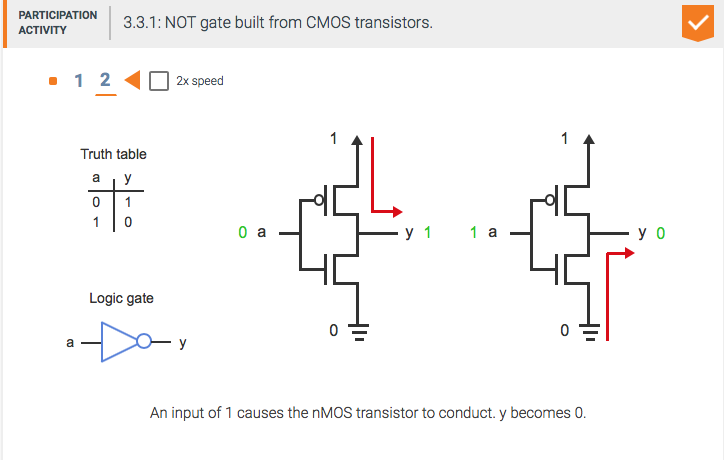 PARTICIPATION ACTIVITY
3.3.1: NOT gate built from CMOS transistors.
1 2 2x speed
Truth table
a y
0 1
1 0
Logic gate
a y
1
0 a y 1
0
1
1 a y 0
0
An input of 1 causes the nMOS transistor to conduct. y becomes 0.